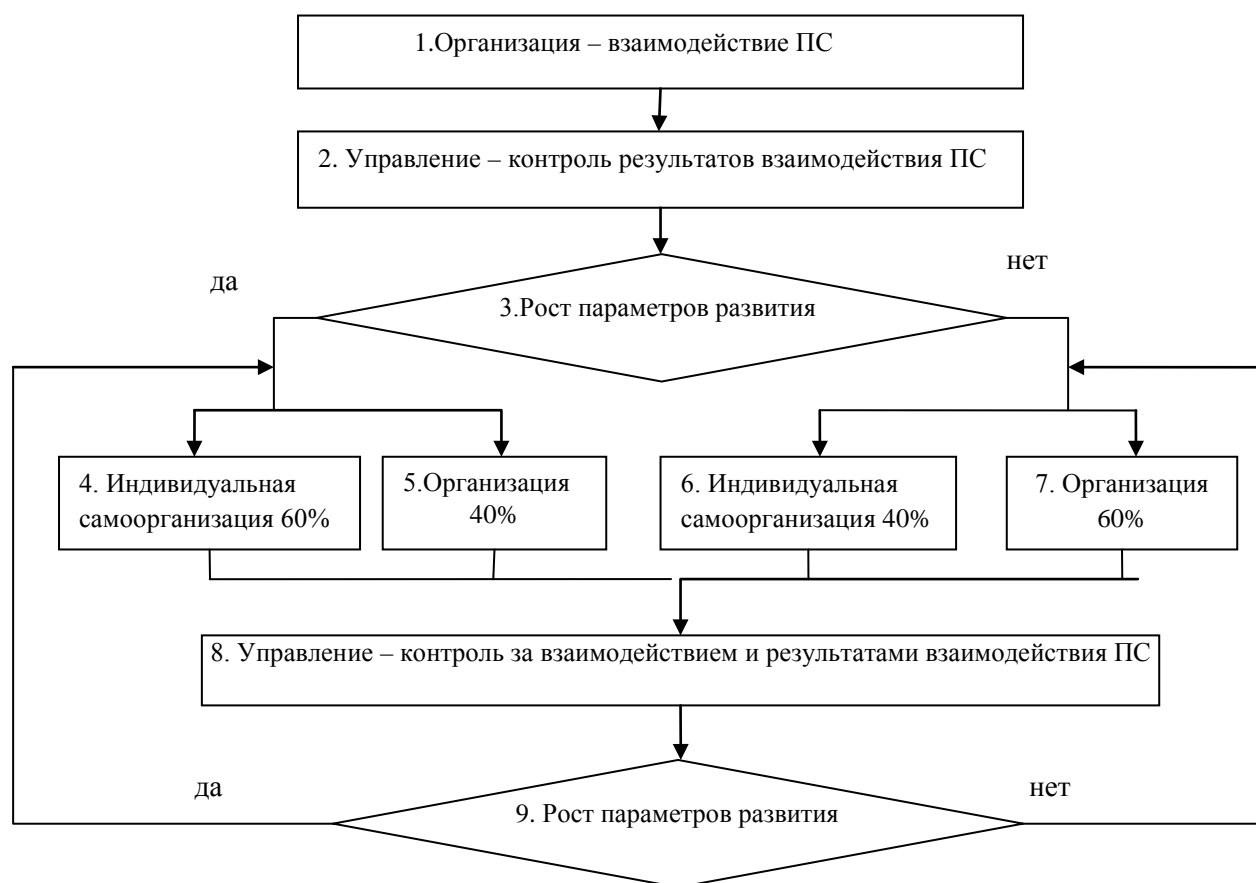 1.Организация – взаимодействие ПС
2. Управление – контроль результатов взаимодействия ПС
да
нет
3.Рост параметров развития
4. Индивидуальная
самоорганизация 60%
5.Организация
40%
6. Индивидуальная
самоорганизация 40%
7. Организация
60%
8. Управление – контроль за взаимодействием и результатами взаимодействия ПС
да
нет
9. Рост параметров развития